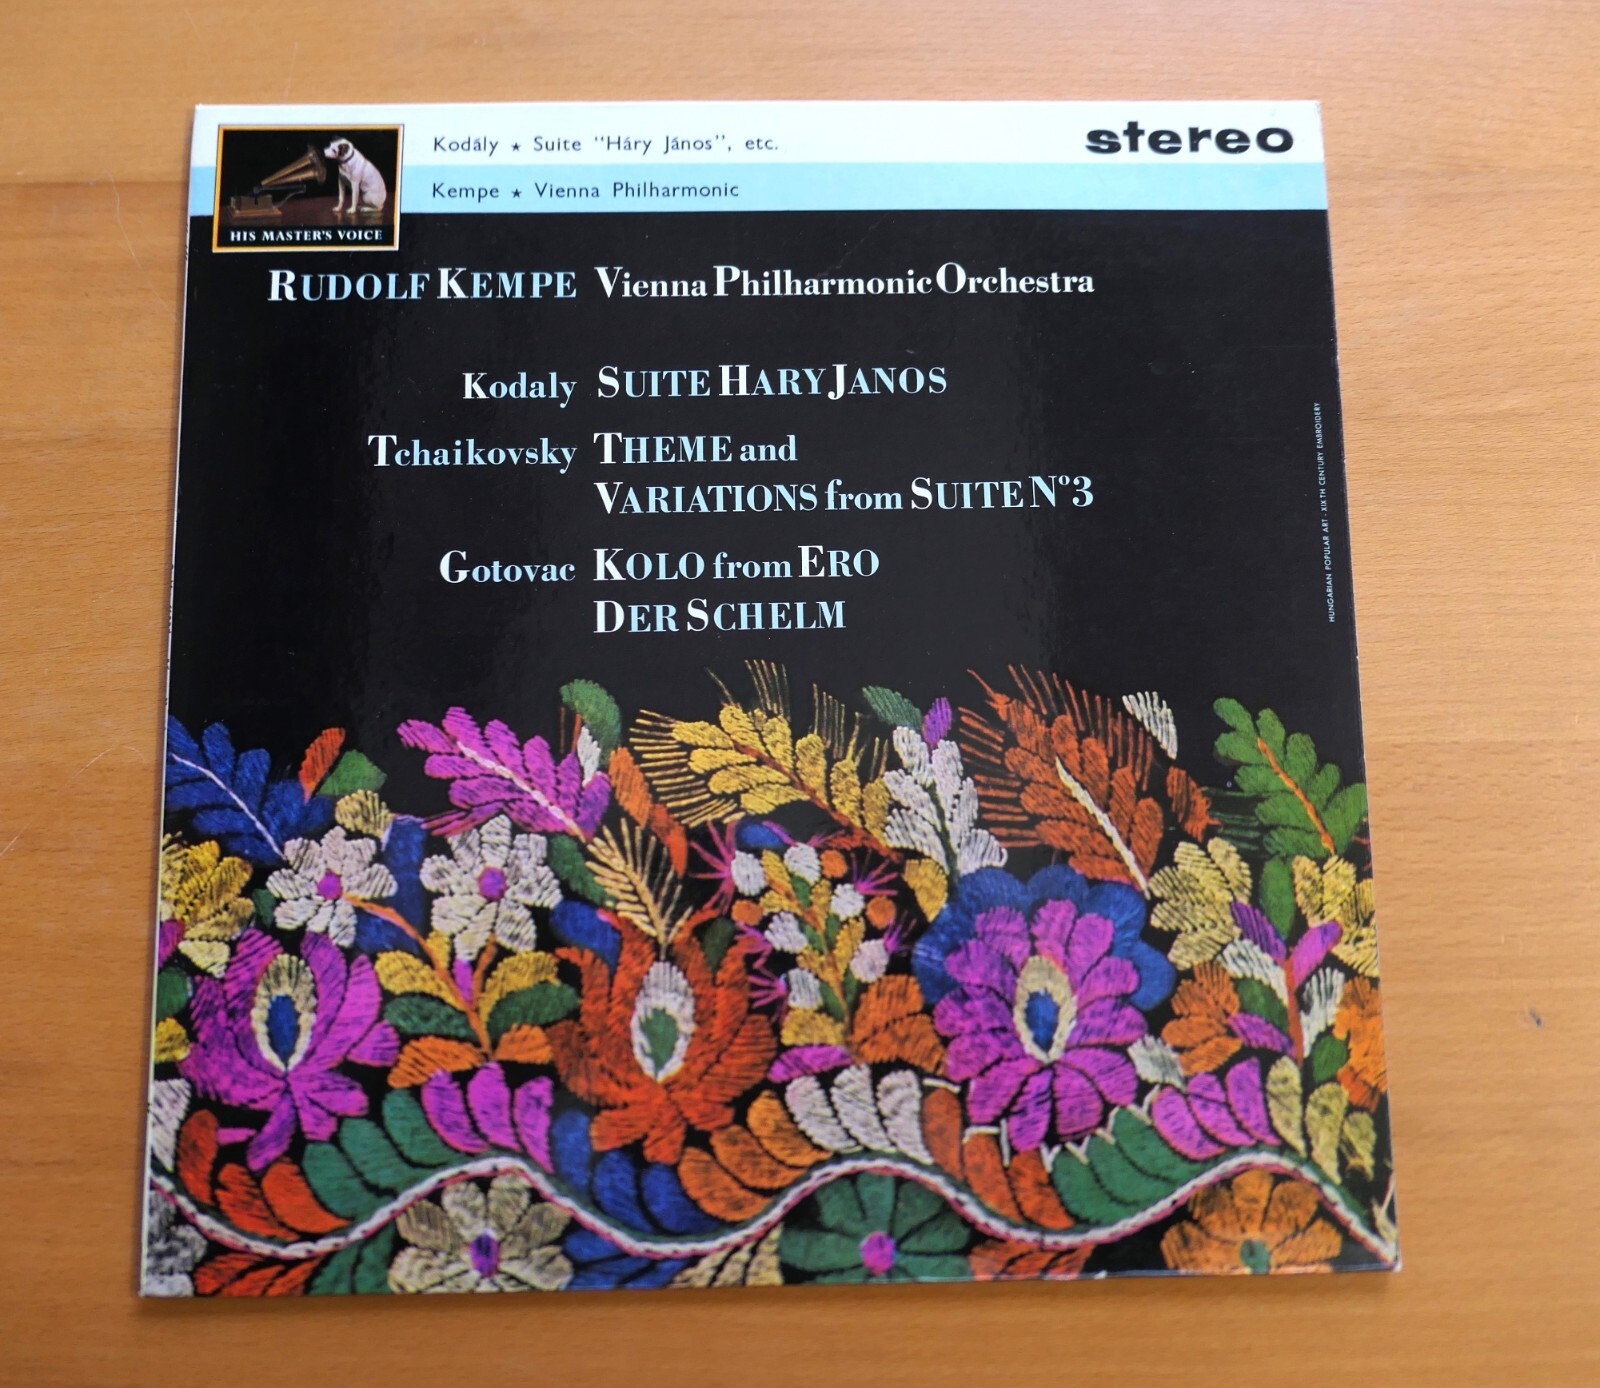 Kodály ★ Suite "Háry János", etc.
stereo
Kempe ★ Vienna Philharmonic
HIS MASTER'S VOICE
RUDOLF KEMPE Vienna Philharmonic Orchestra
Kodaly SUITE HARY JANOS
Tchaikovsky THEME and
VARIATIONS from SUITE Nº3
Gotovac KOLO from ERO
DER SCHELM
HUNGARIAN POPULAR ART - XIX TH CENTURY EMBROIDERY